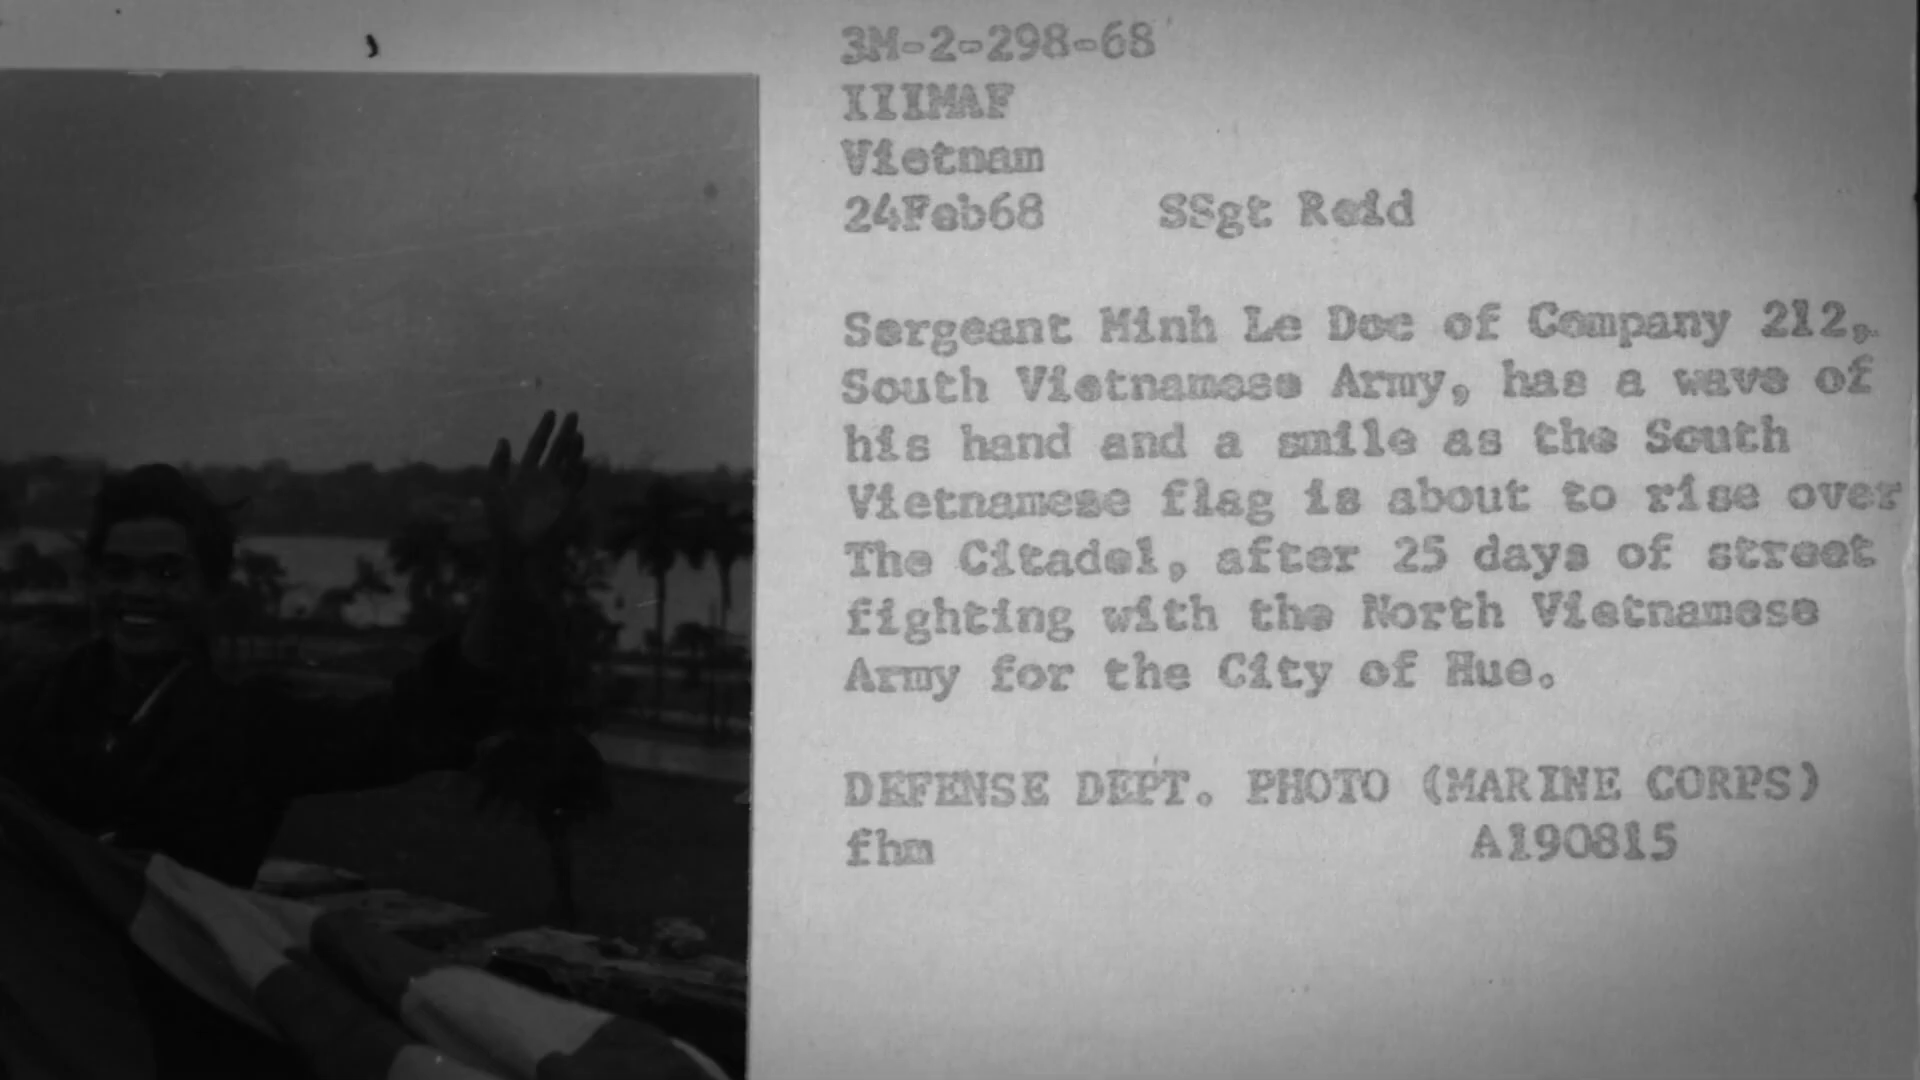 3M-2-298-68
IIIMAF
Vietnam
24Feb68 SSgt Reid
Sergeant Minh Le Doc of Company 212,
South Vietnamese Army, has a wave of
his hand and a smile as the South
Vietnamese flag is about to rise over
The Citadel, after 25 days of street
fighting with the North Vietnamese
Army for the City of Hue.
DEFENSE DEPT. PHOTO (MARINE CORPS)
fhm A190815